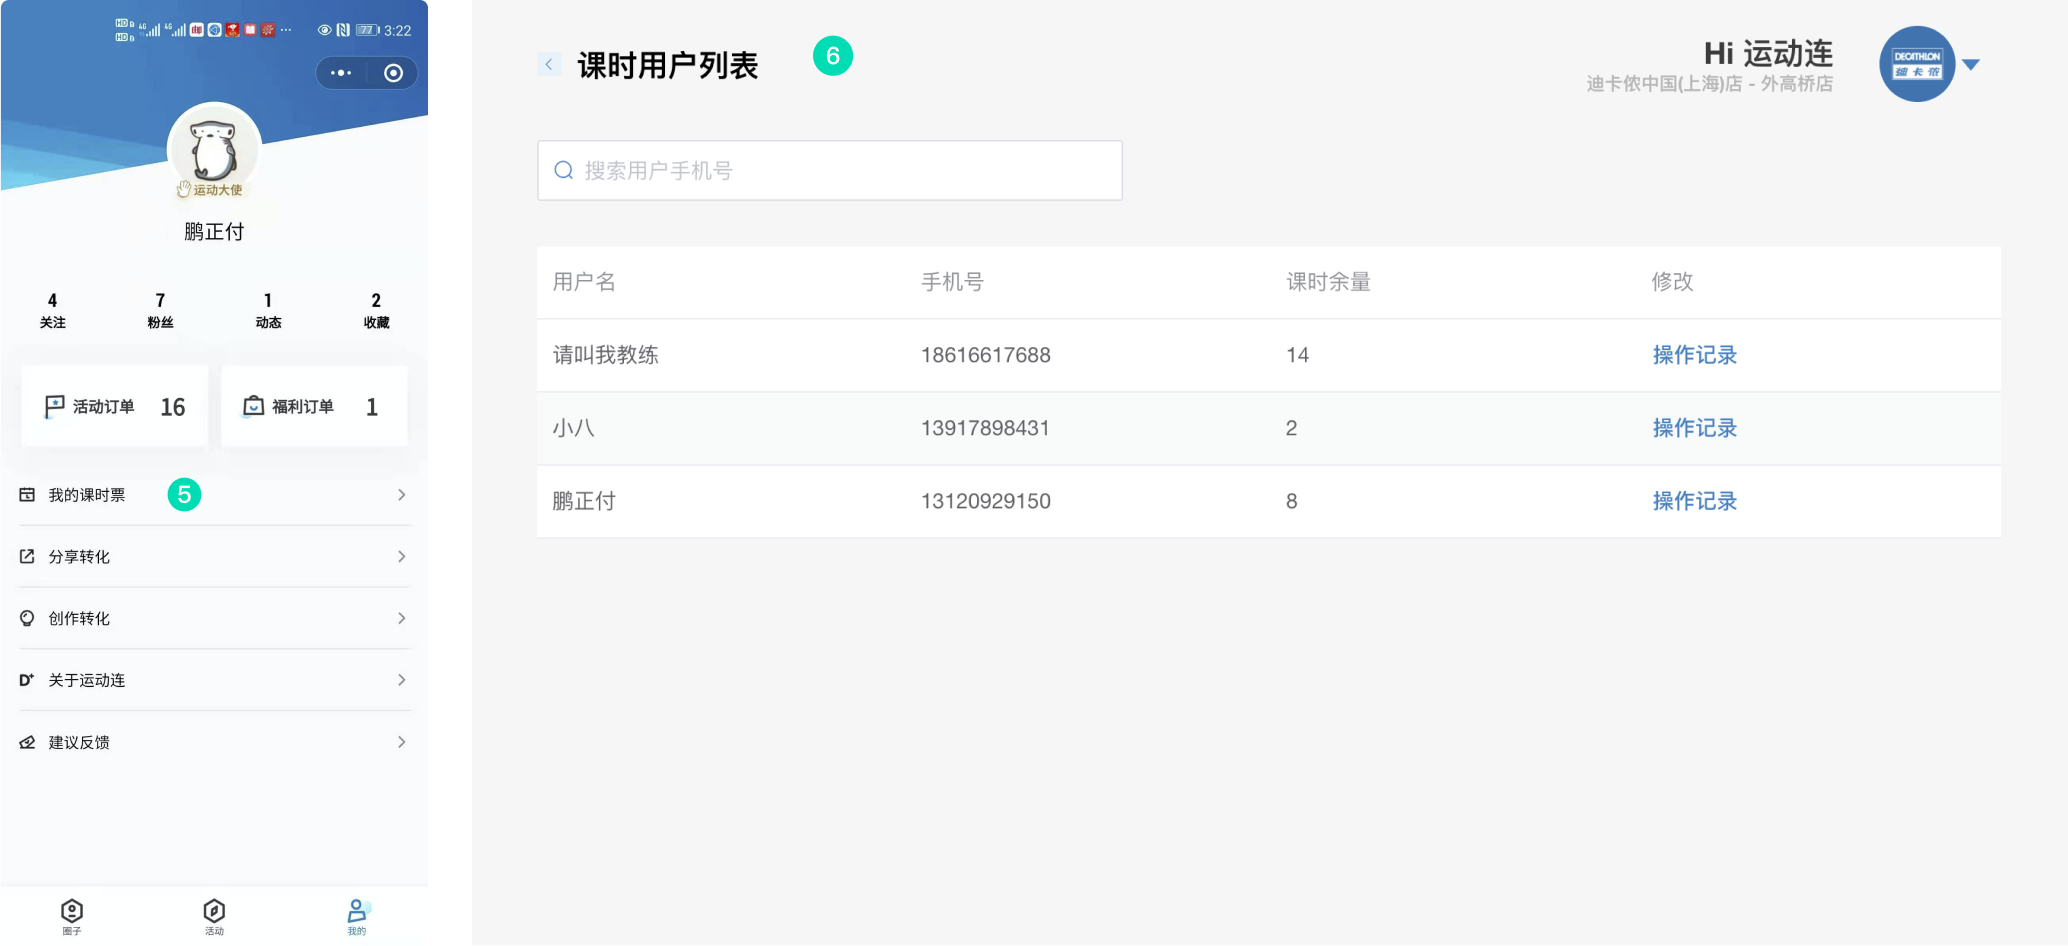 HD HD 4G 4G 77 3:22
运动大使
鹏正付
4 7 1 2
关注 粉丝 动态 收藏
活动订单 16 福利订单 1
我的课时票 5
分享转化
创作转化
D+ 关于运动连
建议反馈
圈子 活动 我的
课时用户列表 6
Hi 运动连
迪卡侬中国(上海)店 - 外高桥店
DECATHLON
迪卡侬
搜索用户手机号
用户名 手机号 课时余量 修改
请叫我教练 18616617688 14 操作记录
小八 13917898431 2 操作记录
鹏正付 13120929150 8 操作记录